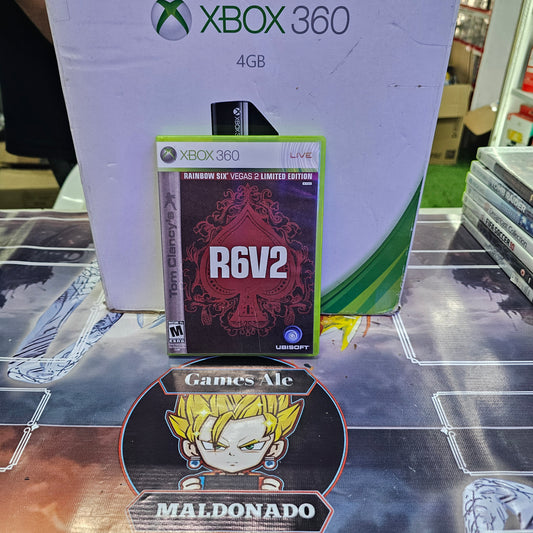 XBOX 360
4GB
XBOX 360 LIVE
RAINBOW SIX VEGAS 2 LIMITED EDITION
Tom Clancy's
R6V2
M
UBISOFT
Games Ale
MALDONADO